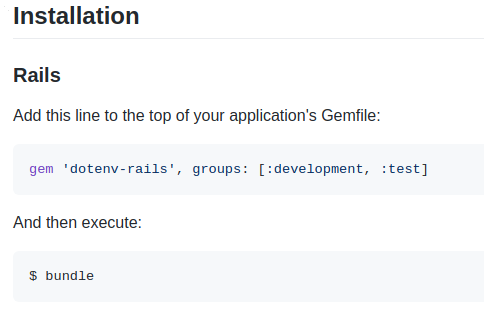 Installation
Rails
Add this line to the top of your application's Gemfile:
gem 'dotenv-rails', groups: [:development, :test]
And then execute:
$ bundle